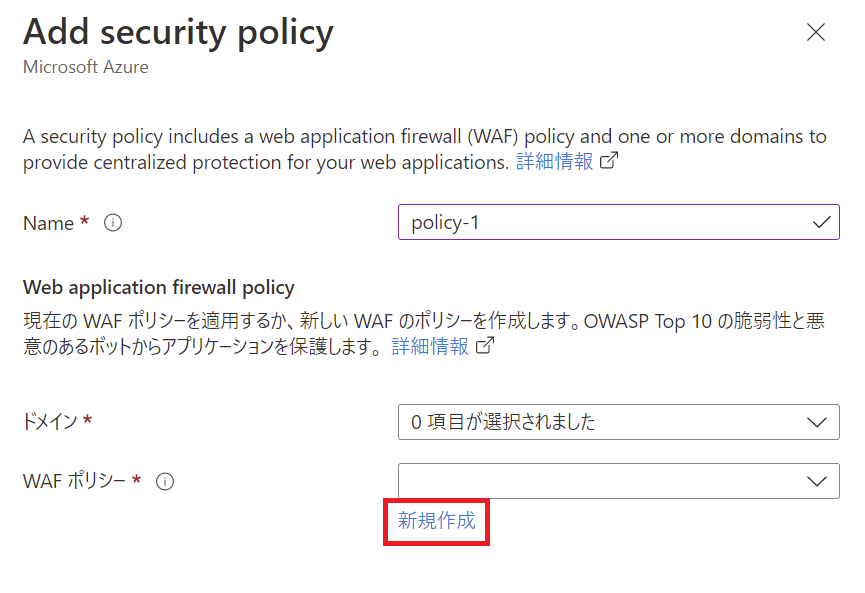 Add security policy
Microsoft Azure
A security policy includes a web application firewall (WAF) policy and one or more domains to
provide centralized protection for your web applications. 詳細情報
Name *
policy-1
Web application firewall policy
現在の WAF ポリシーを適用するか、新しい WAF のポリシーを作成します。OWASP Top 10 の脆弱性と悪
意のあるボットからアプリケーションを保護します。 詳細情報
ドメイン *
0 項目が選択されました
WAF ポリシー *
新規作成